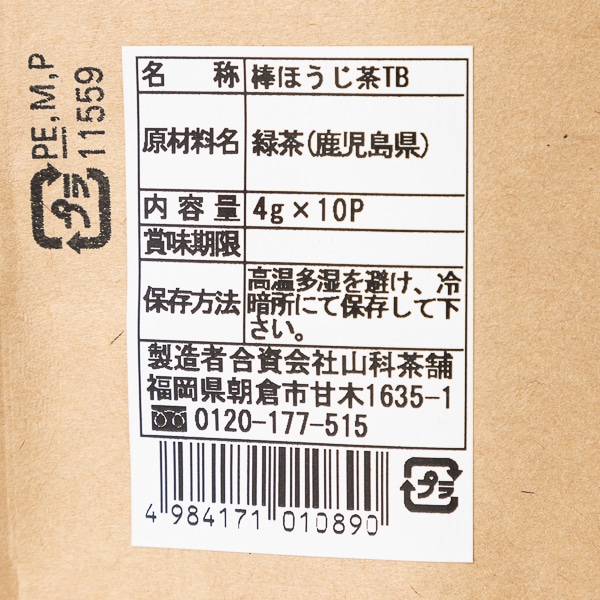 PE,M,P
11559
プラ
名称 棒ほうじ茶TB
原材料名 緑茶(鹿児島県)
内容量 4g×10P
賞味期限
保存方法 高温多湿を避け、冷
暗所にて保存して下
さい。
製造者合資会社山科茶舗
福岡県朝倉市甘木1635-1
0120-177-515
4 984171 010890
プラ